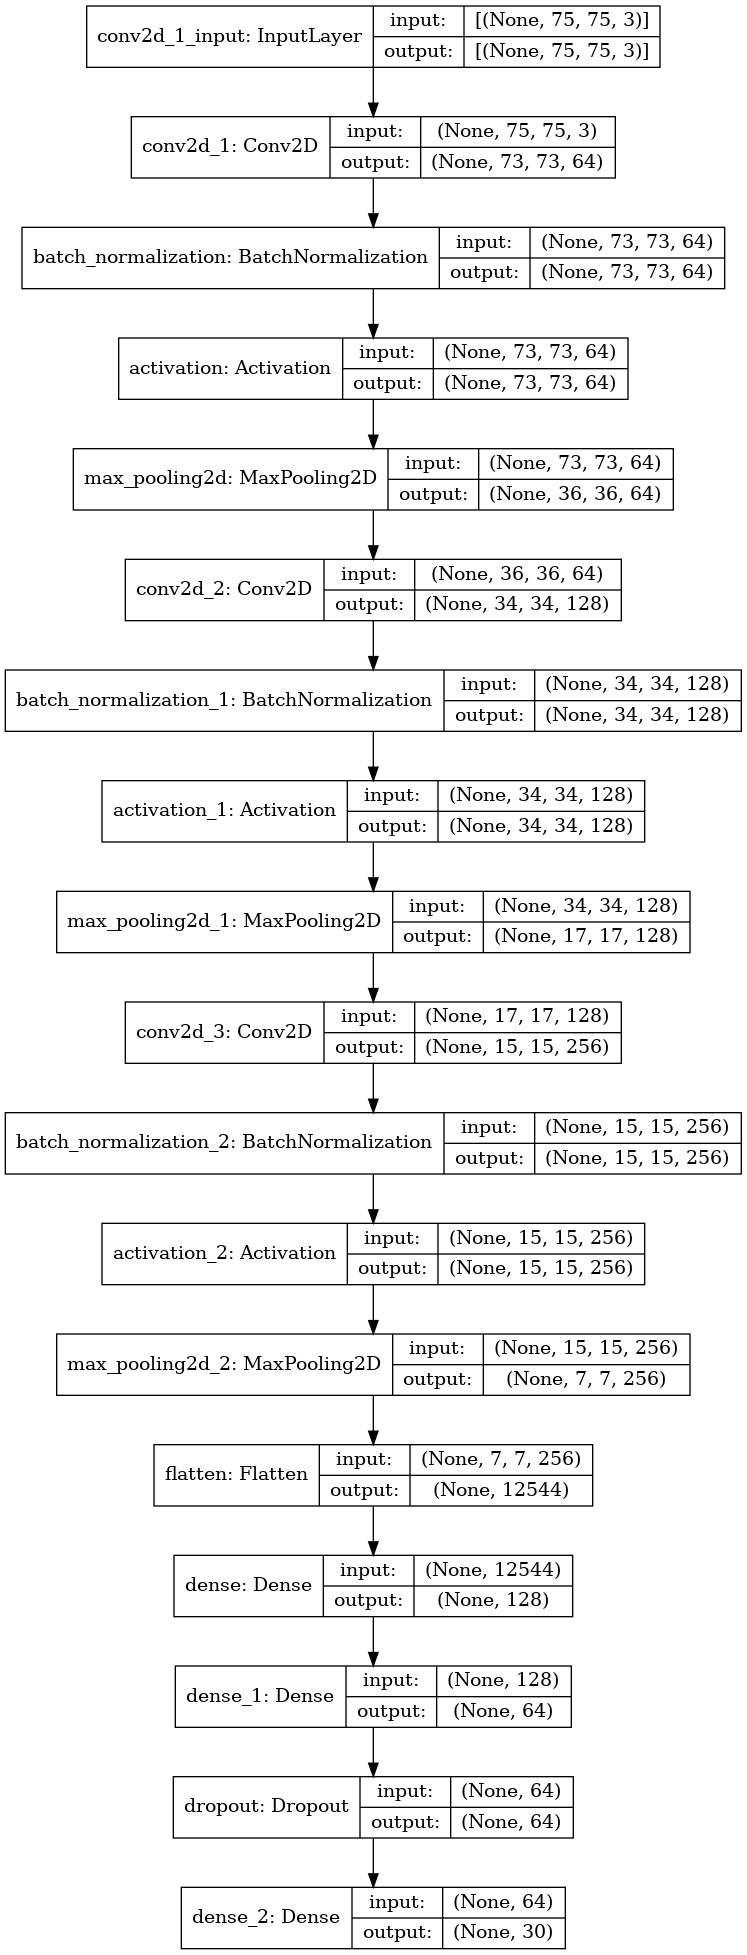 conv2d_1_input: InputLayer
input: [(None, 75, 75, 3)]
output: [(None, 75, 75, 3)]
conv2d_1: Conv2D
input: (None, 75, 75, 3)
output: (None, 73, 73, 64)
batch_normalization: BatchNormalization
input: (None, 73, 73, 64)
output: (None, 73, 73, 64)
activation: Activation
input: (None, 73, 73, 64)
output: (None, 73, 73, 64)
max_pooling2d: MaxPooling2D
input: (None, 73, 73, 64)
output: (None, 36, 36, 64)
conv2d_2: Conv2D
input: (None, 36, 36, 64)
output: (None, 34, 34, 128)
batch_normalization_1: BatchNormalization
input: (None, 34, 34, 128)
output: (None, 34, 34, 128)
activation_1: Activation
input: (None, 34, 34, 128)
output: (None, 34, 34, 128)
max_pooling2d_1: MaxPooling2D
input: (None, 34, 34, 128)
output: (None, 17, 17, 128)
conv2d_3: Conv2D
input: (None, 17, 17, 128)
output: (None, 15, 15, 256)
batch_normalization_2: BatchNormalization
input: (None, 15, 15, 256)
output: (None, 15, 15, 256)
activation_2: Activation
input: (None, 15, 15, 256)
output: (None, 15, 15, 256)
max_pooling2d_2: MaxPooling2D
input: (None, 15, 15, 256)
output: (None, 7, 7, 256)
flatten: Flatten
input: (None, 7, 7, 256)
output: (None, 12544)
dense: Dense
input: (None, 12544)
output: (None, 128)
dense_1: Dense
input: (None, 128)
output: (None, 64)
dropout: Dropout
input: (None, 64)
output: (None, 64)
dense_2: Dense
input: (None, 64)
output: (None, 30)